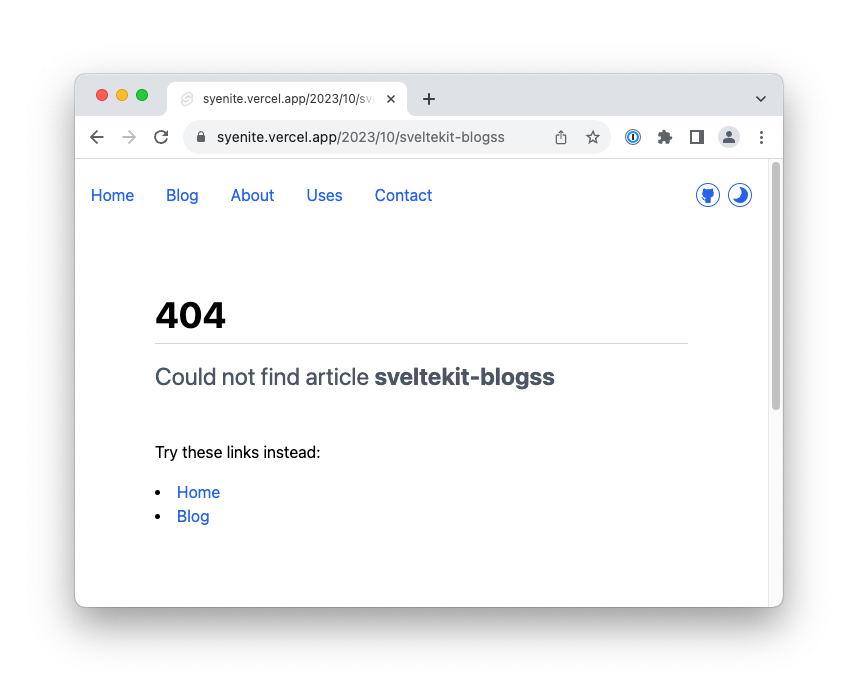 syenite.vercel.app/2023/10/sv
syenite.vercel.app/2023/10/sveltekit-blogss
Home Blog About Uses Contact
404
Could not find article sveltekit-blogss
Try these links instead:
• Home
• Blog